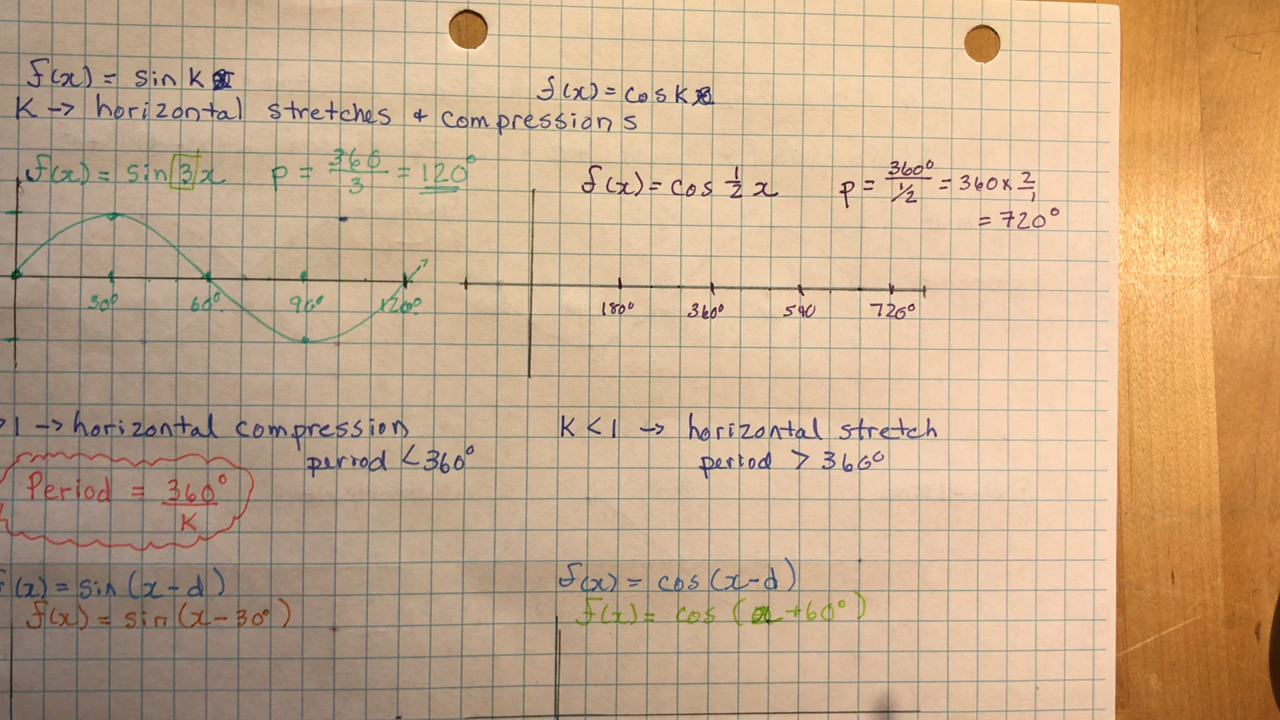 f(x) = sin kx
f(x) = cos kx
K → horizontal stretches + compressions
f(x) = sin 3x   p = 360/3 = 120°
f(x) = cos 1/2 x   p = 360°/1/2 = 360 x 2/1
= 720°
30° 60° 90° 120°
180° 360° 540 720°
>1 → horizontal compression
period < 360°
K < 1 → horizontal stretch
period > 360°
Period = 360°/K
f(x) = sin (x-d)
f(x) = sin (x-30°)
f(x) = cos (x-d)
f(x) = cos (x+60°)